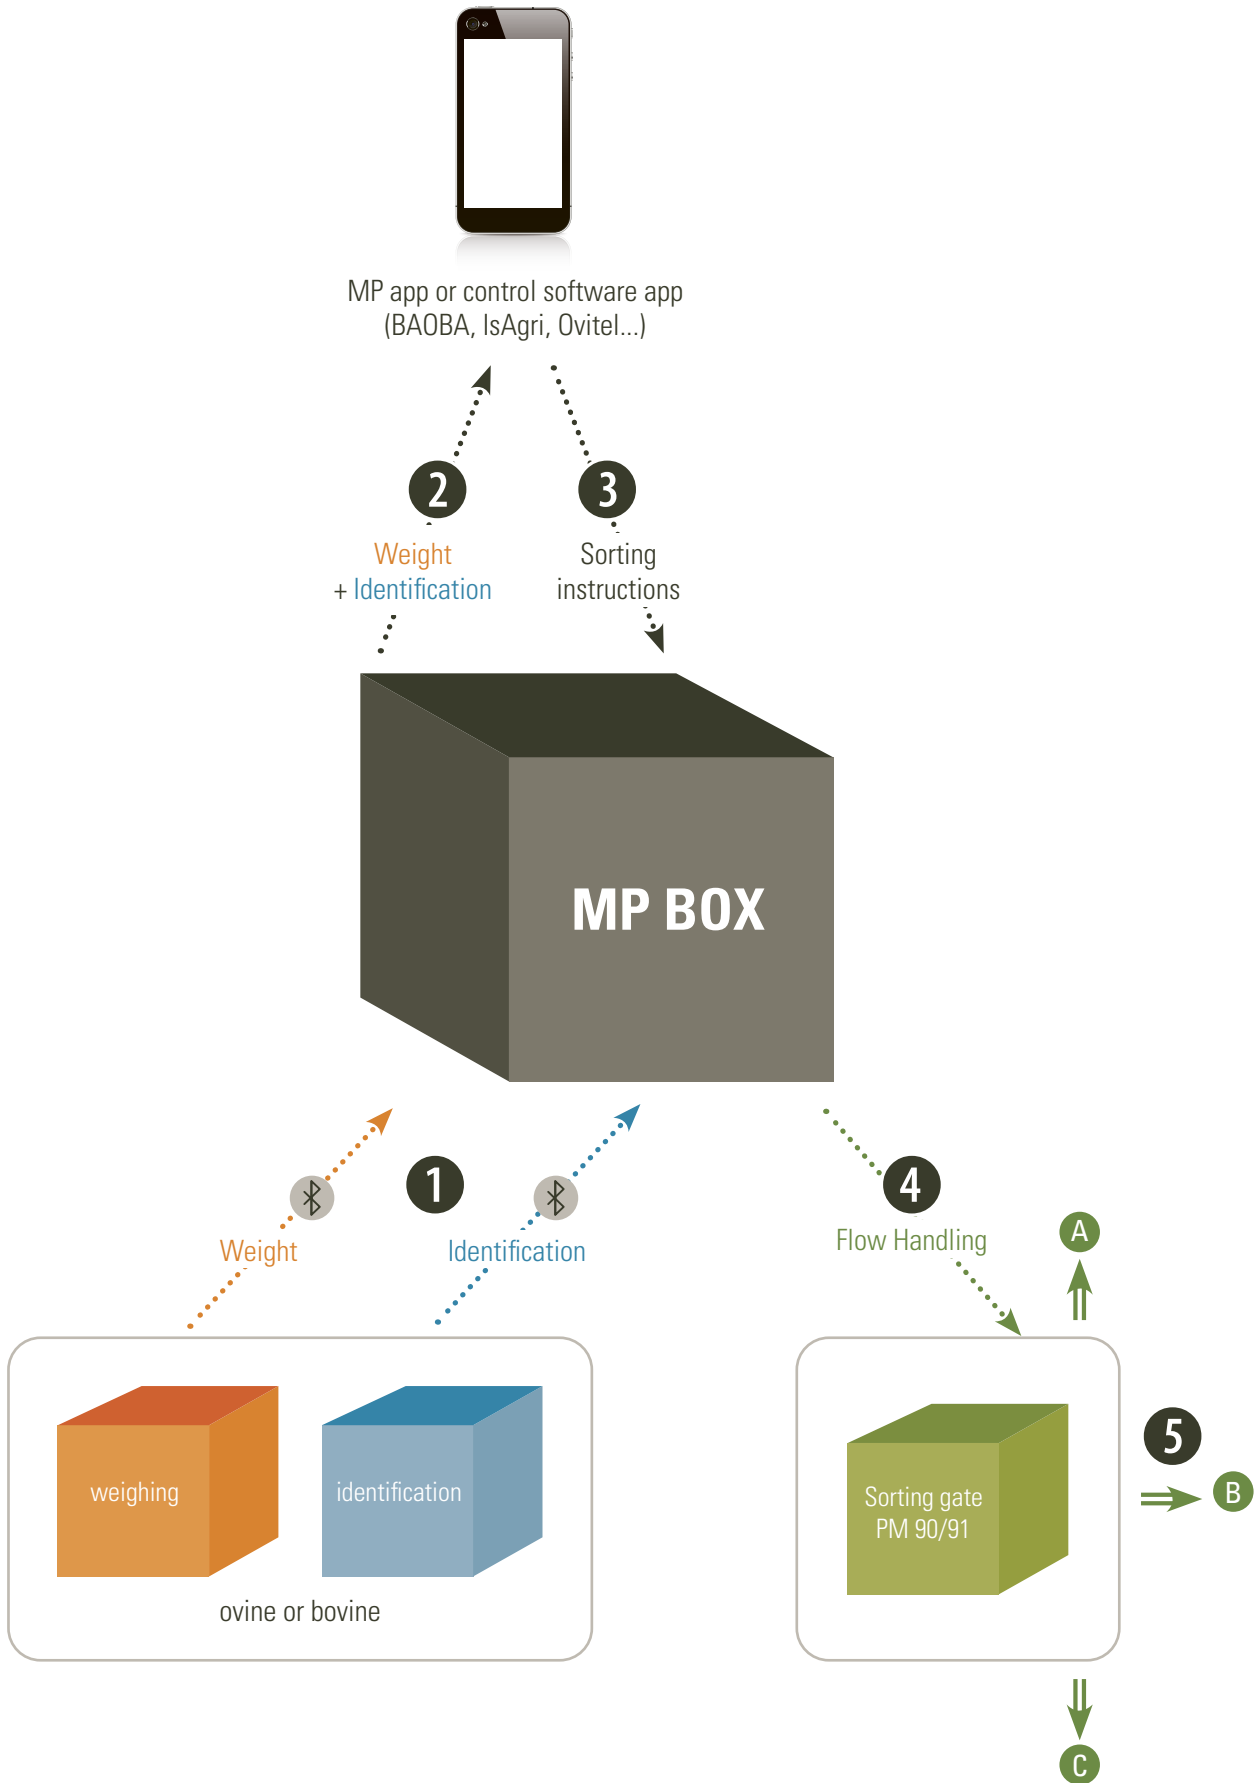 MP app or control software app
(BAOBA, IsAgri, Ovitel...)
2
3
Weight
+ Identification
Sorting
instructions
MP BOX
1
4
Weight
Identification
Flow Handling
A
5
B
weighing
identification
Sorting gate
PM 90/91
ovine or bovine
C